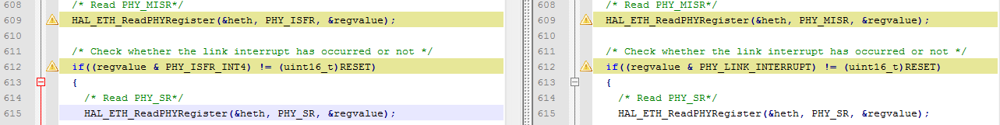 608 /* Read PHY_MISR*/
609 HAL_ETH_ReadPHYRegister(&heth, PHY_ISFR, &regvalue);
610
611 /* Check whether the link interrupt has occurred or not */
612 if((regvalue & PHY_ISFR_INT4) != (uint16_t)RESET)
613 {
614 /* Read PHY_SR*/
615 HAL_ETH_ReadPHYRegister(&heth, PHY_SR, &regvalue);
608 /* Read PHY_MISR*/
609 HAL_ETH_ReadPHYRegister(&heth, PHY_MISR, &regvalue);
610
611 /* Check whether the link interrupt has occurred or not */
612 if((regvalue & PHY_LINK_INTERRUPT) != (uint16_t)RESET)
613 {
614 /* Read PHY_SR*/
615 HAL_ETH_ReadPHYRegister(&heth, PHY_SR, &regvalue);